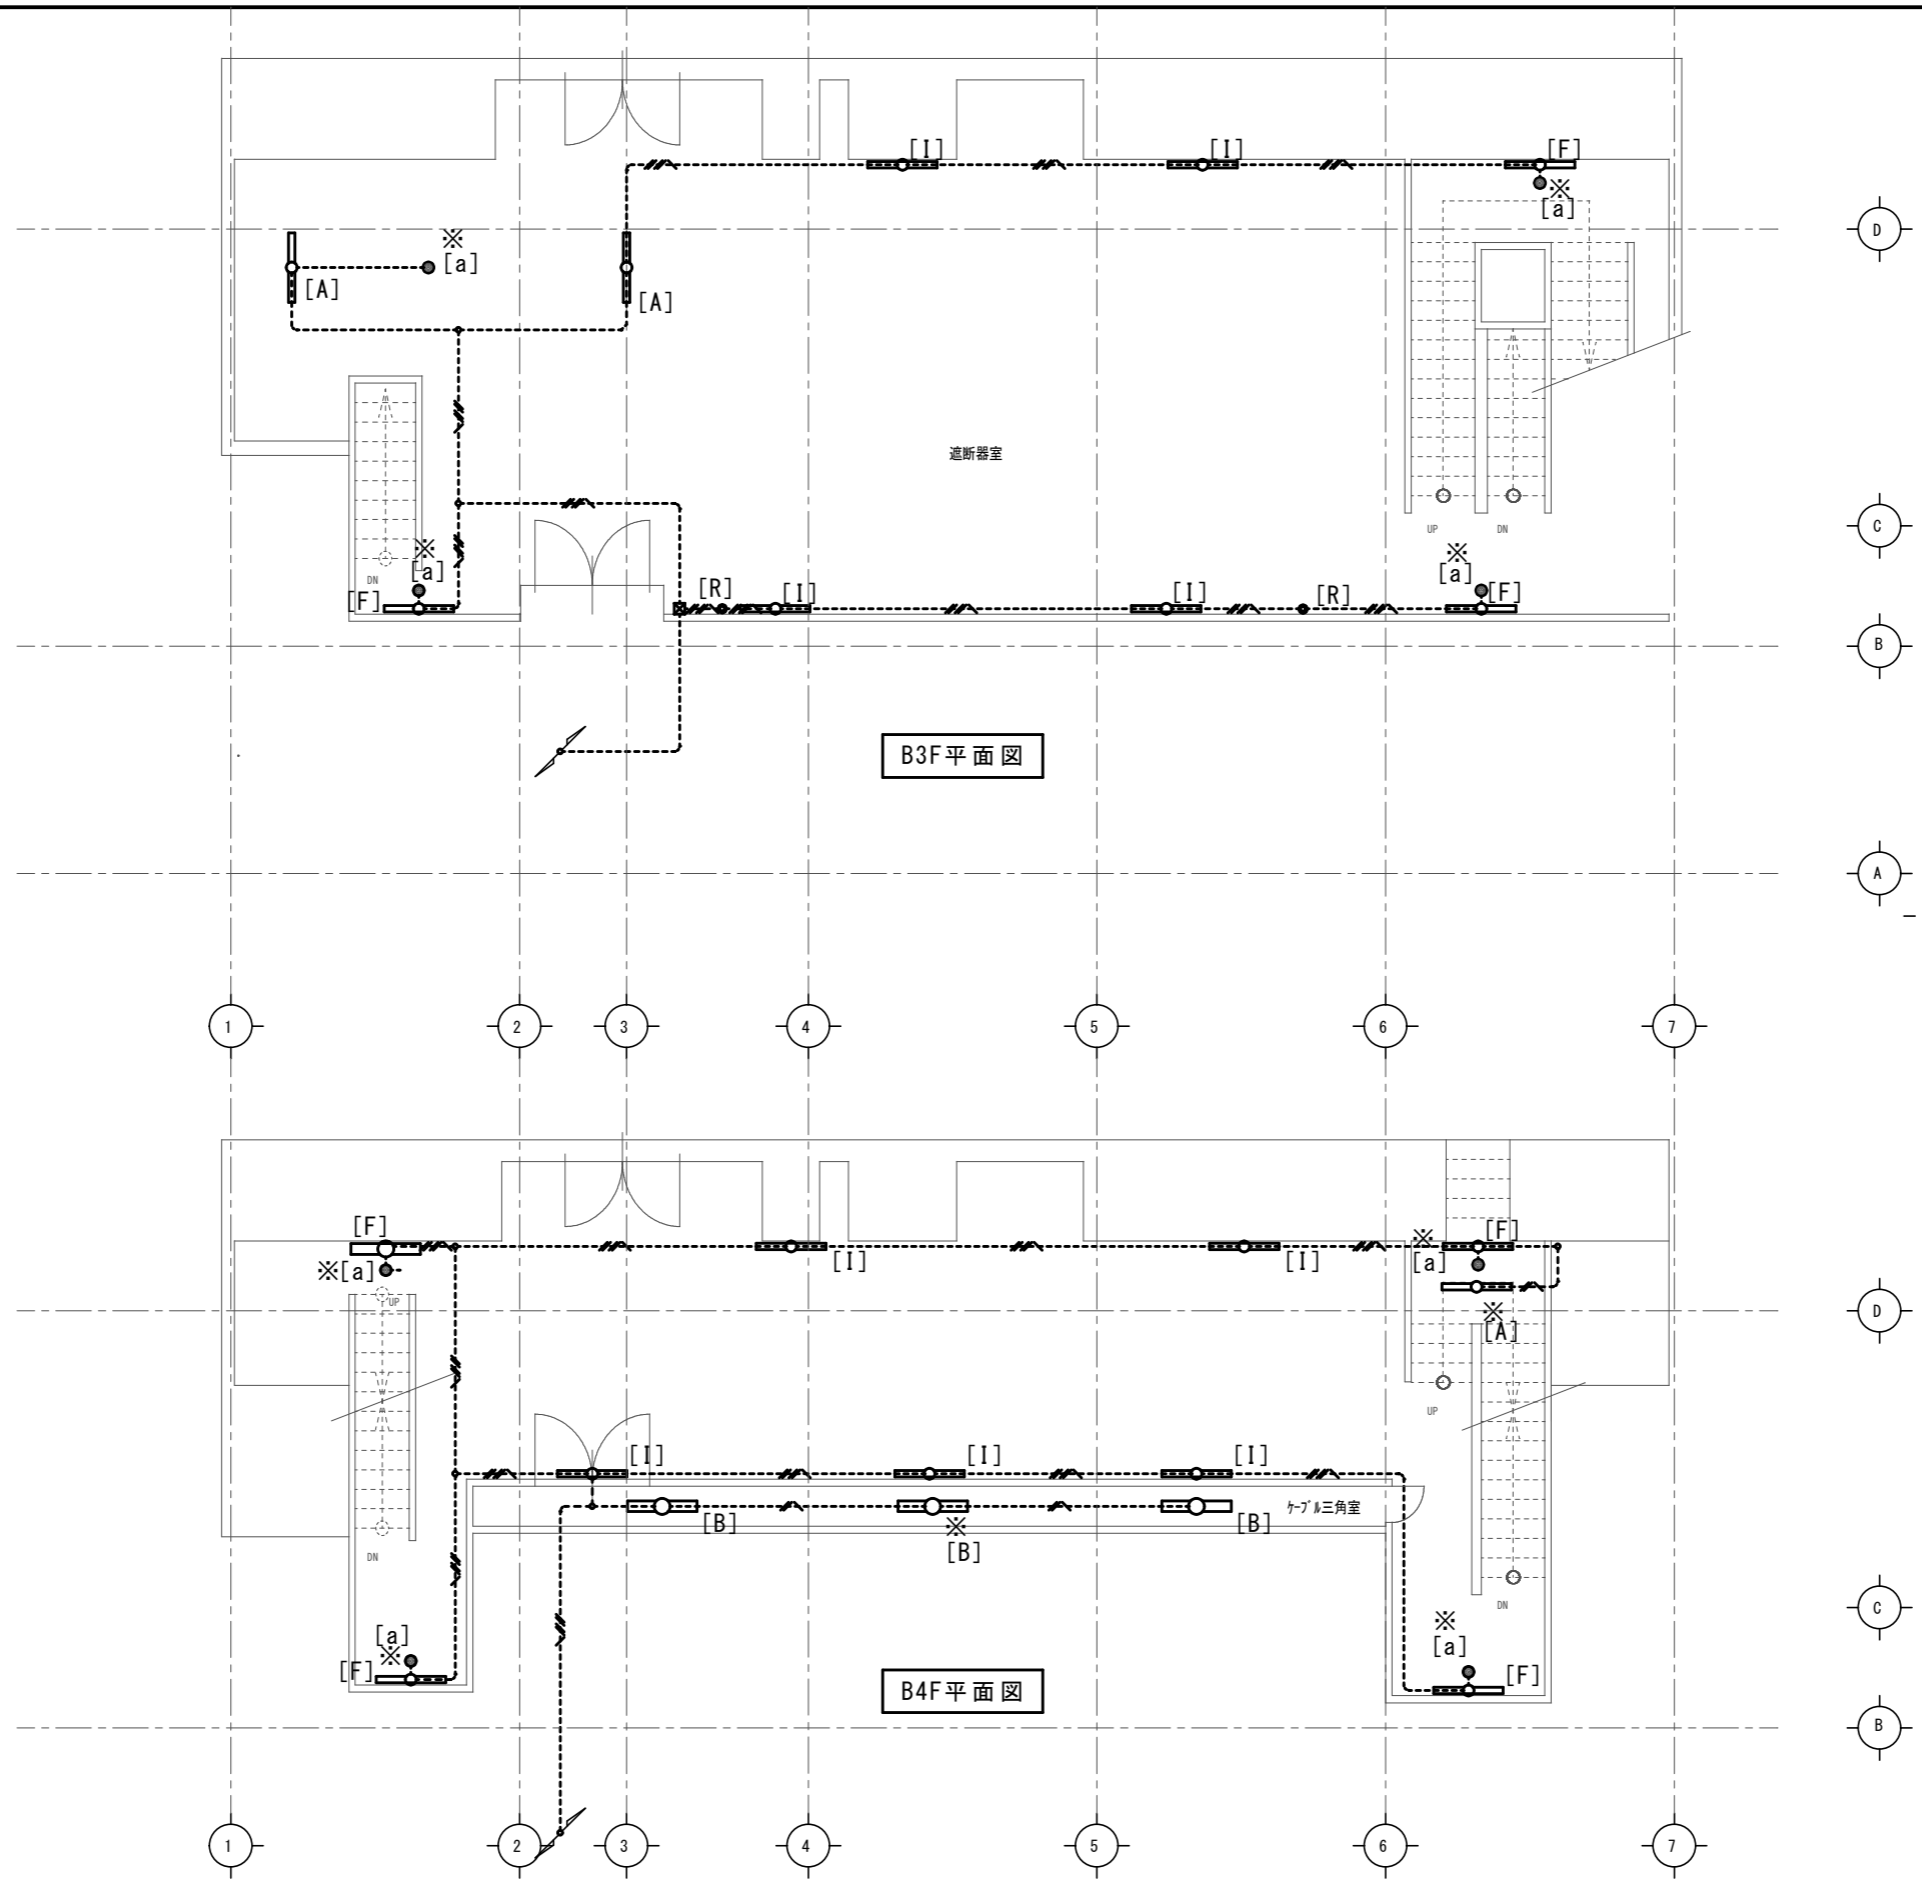 [I]
[I]
[F]
※
[a]
※
[a]
D
[A]
[A]
遮断器室
UP
DN
C
※
[a]
DN
[F]
※
[a]
[R]
[I]
[I]
[R]
[F]
B
B3F平面図
A
1
2
3
4
5
6
7
[F]
※[a]
UP
[I]
[I]
※
[a]
[F]
※
[A]
D
UP
[I]
[I]
[I]
[B]
※
[B]
[B]
ケーブル三角室
DN
DN
C
[a]
※
[F]
※
[a]
[F]
B4F平面図
B
1
2
3
4
5
6
7